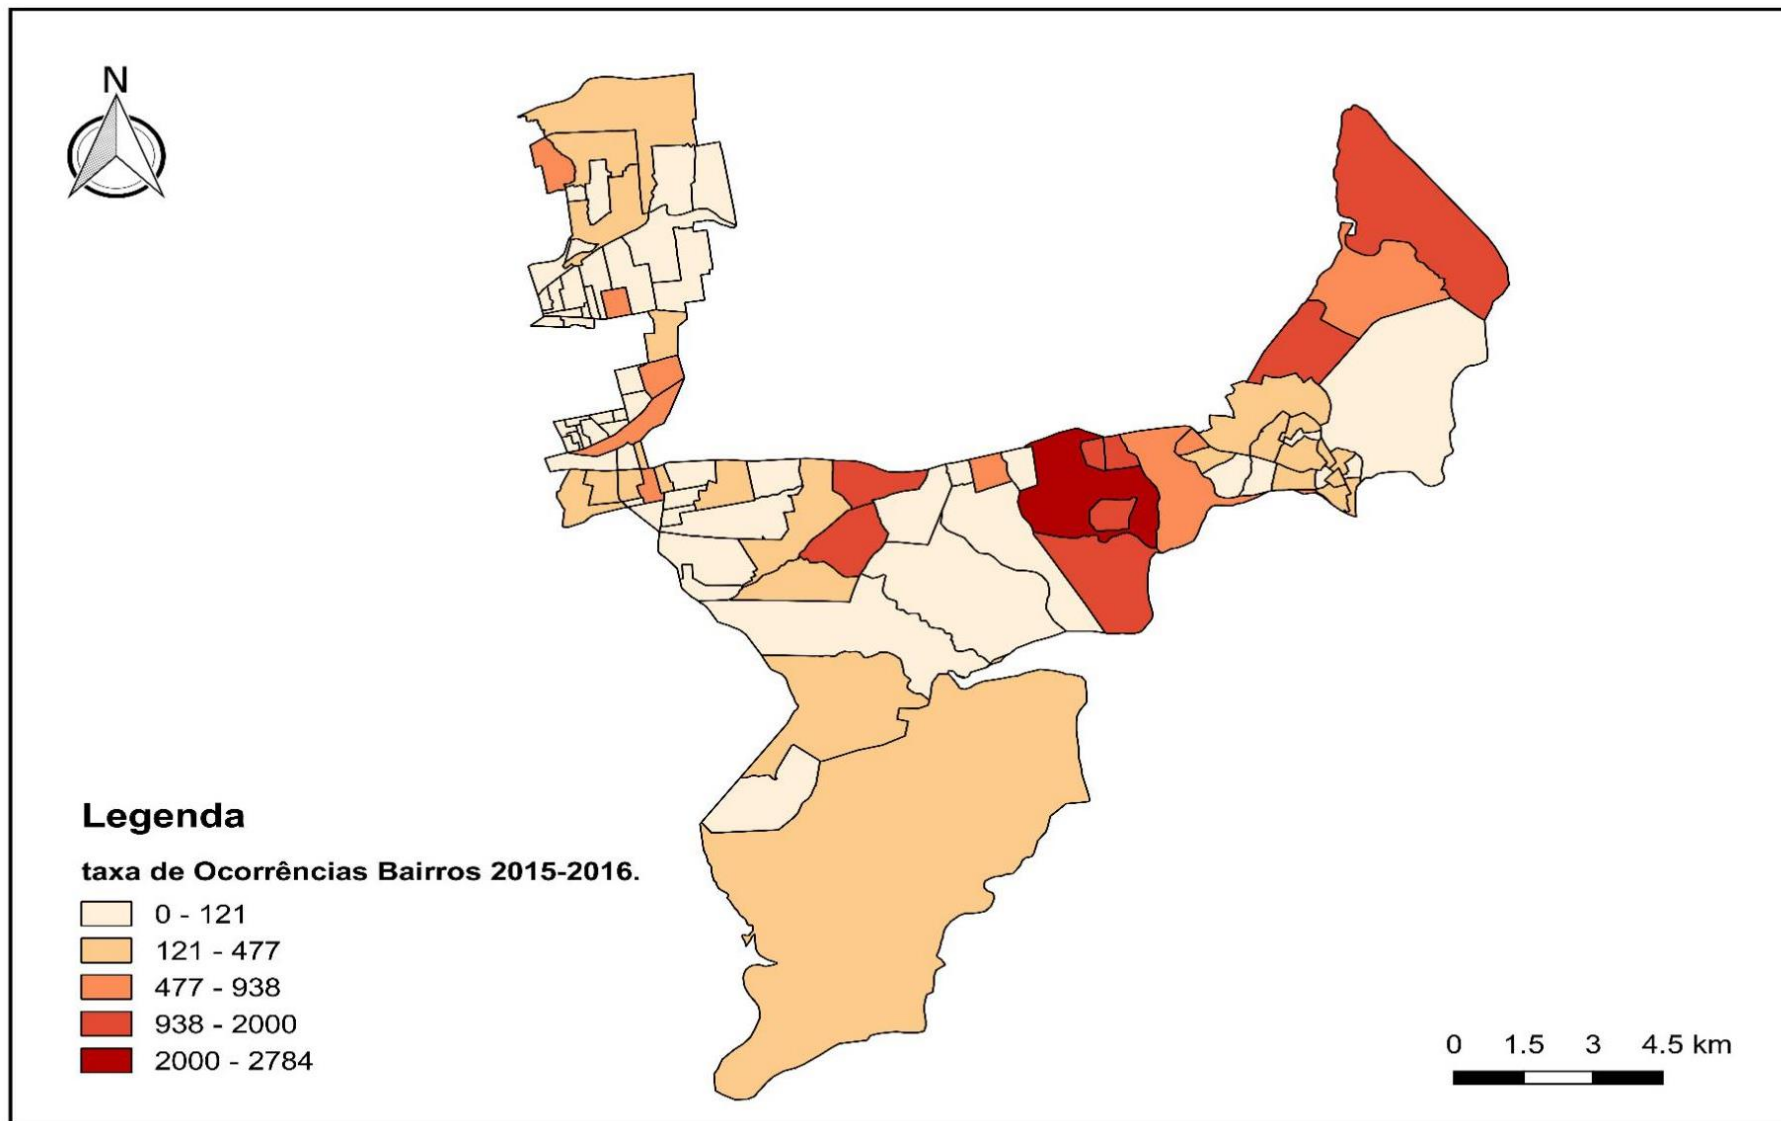 N
Legenda
taxa de Ocorrências Bairros 2015-2016.
0 - 121
121 - 477
477 - 938
938 - 2000
2000 - 2784
0 1.5 3 4.5 km